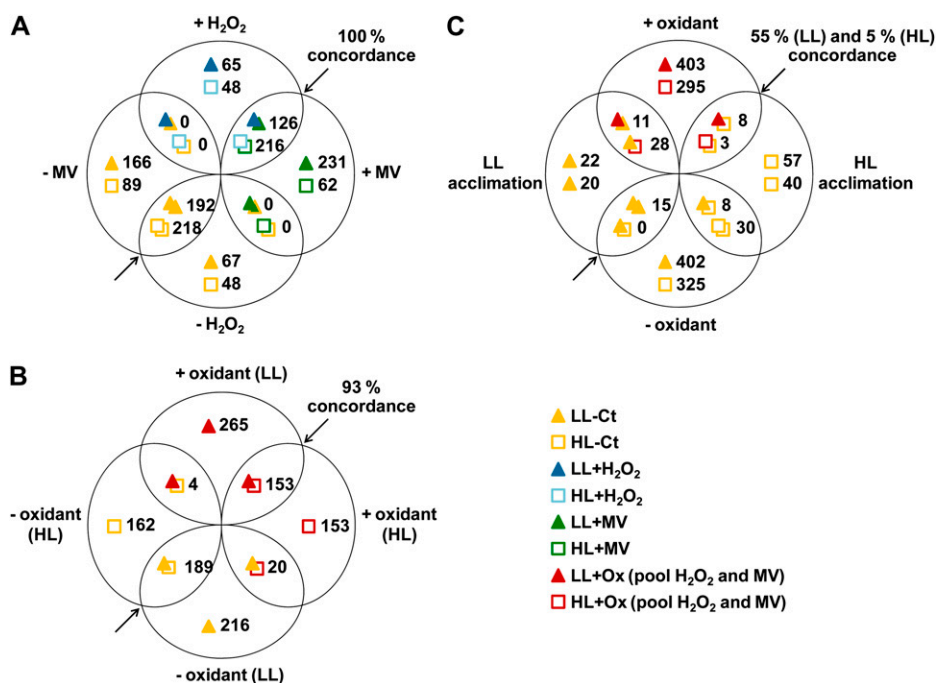 A
+ H₂O₂
100 %
concordance
65
48
0
0
126
216
- MV
166
89
231
62
+ MV
192
218
0
0
67
48
- H₂O₂
C
+ oxidant
55 % (LL) and 5 % (HL)
concordance
403
295
11
28
8
3
LL
acclimation
22
20
57
40
HL
acclimation
15
0
8
30
402
325
- oxidant
B
+ oxidant (LL)
93 %
concordance
265
4
153
- oxidant
(HL)
162
153
+ oxidant
(HL)
189
20
216
- oxidant (LL)
LL-Ct
HL-Ct
LL+H₂O₂
HL+H₂O₂
LL+MV
HL+MV
LL+Ox (pool H₂O₂ and MV)
HL+Ox (pool H₂O₂ and MV)